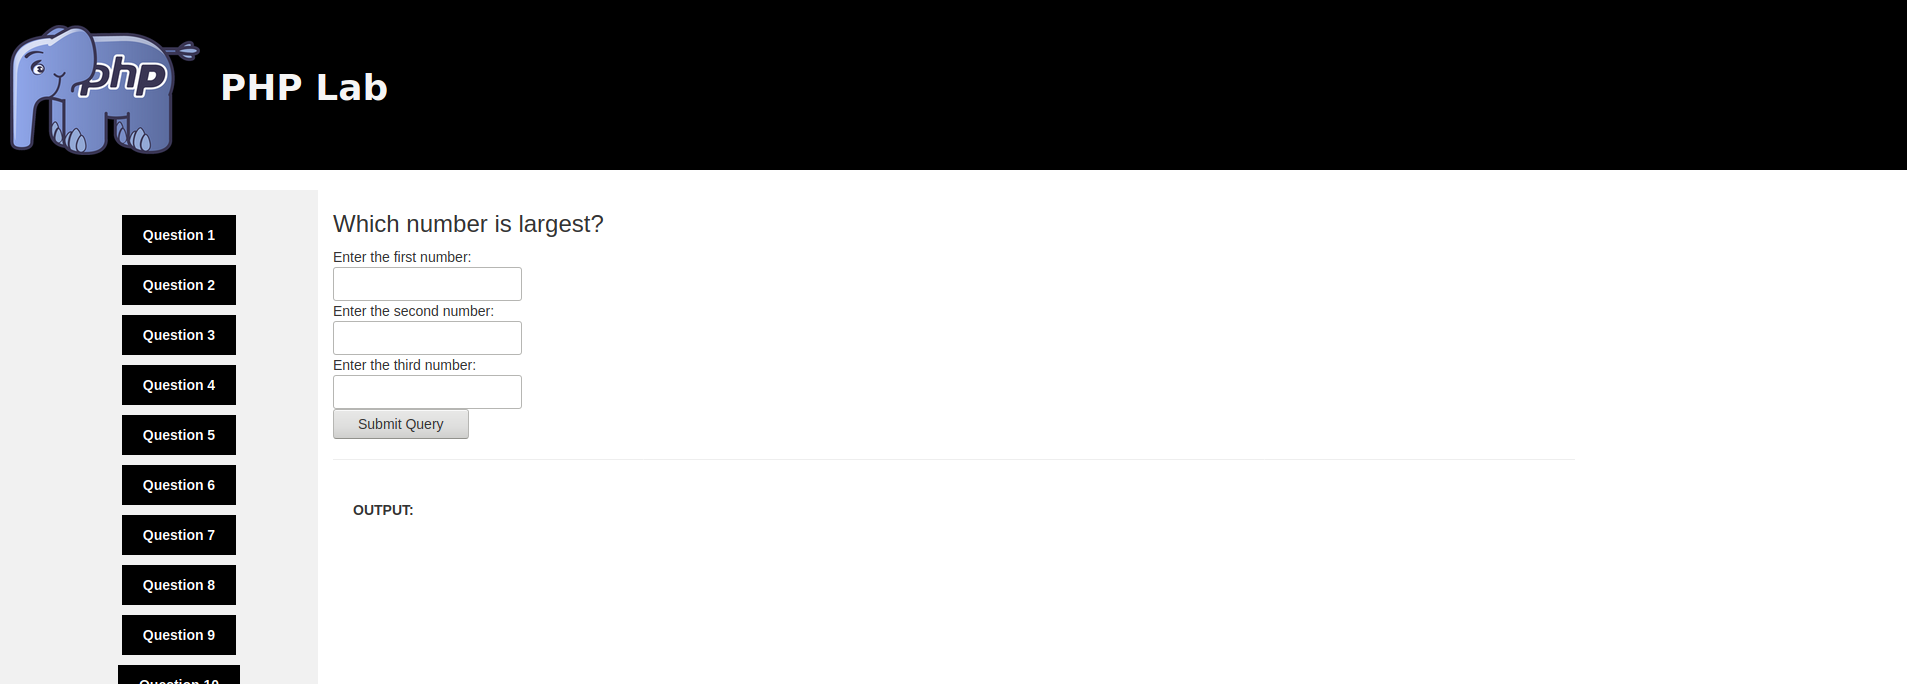 php
PHP Lab
Question 1
Question 2
Question 3
Question 4
Question 5
Question 6
Question 7
Question 8
Question 9
Question 10
Which number is largest?
Enter the first number:
Enter the second number:
Enter the third number:
Submit Query
OUTPUT: